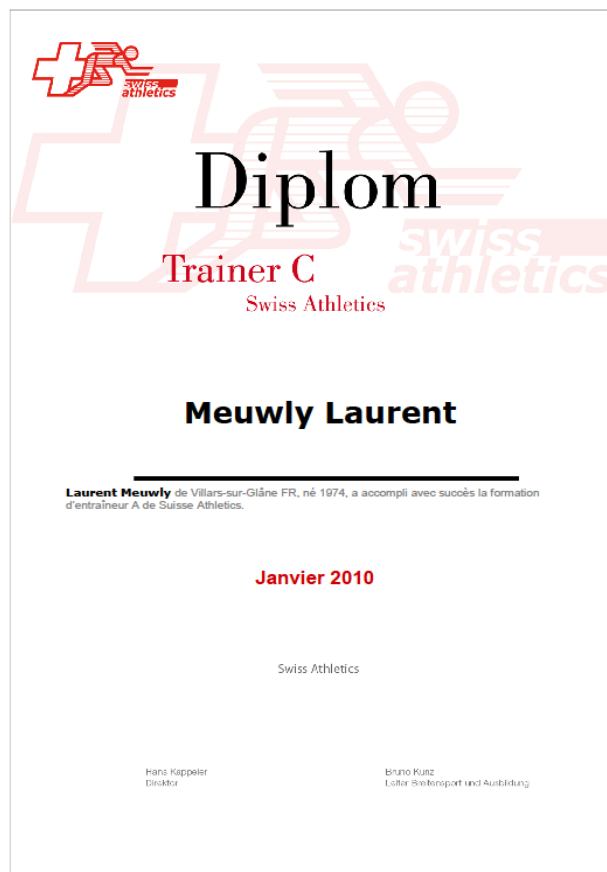 swiss
athletics
Diplom
swiss
athletics
Trainer C
Swiss Athletics
Meuwly Laurent
Laurent Meuwly de Villars-sur-Glâne FR, né 1974, a accompli avec succès la formation
d'entraîneur A de Suisse Athletics.
Janvier 2010
Swiss Athletics
Hans Kappeler
Direktor
Bruno Kunz
Leiter Breitensport und Ausbildung